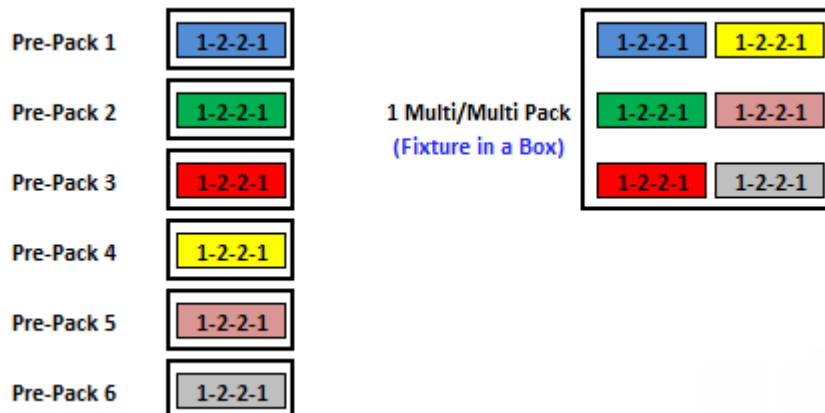 Pre-Pack 1 1-2-2-1
Pre-Pack 2 1-2-2-1
Pre-Pack 3 1-2-2-1
Pre-Pack 4 1-2-2-1
Pre-Pack 5 1-2-2-1
Pre-Pack 6 1-2-2-1
1 Multi/Multi Pack
(Fixture in a Box)
1-2-2-1 1-2-2-1
1-2-2-1 1-2-2-1
1-2-2-1 1-2-2-1